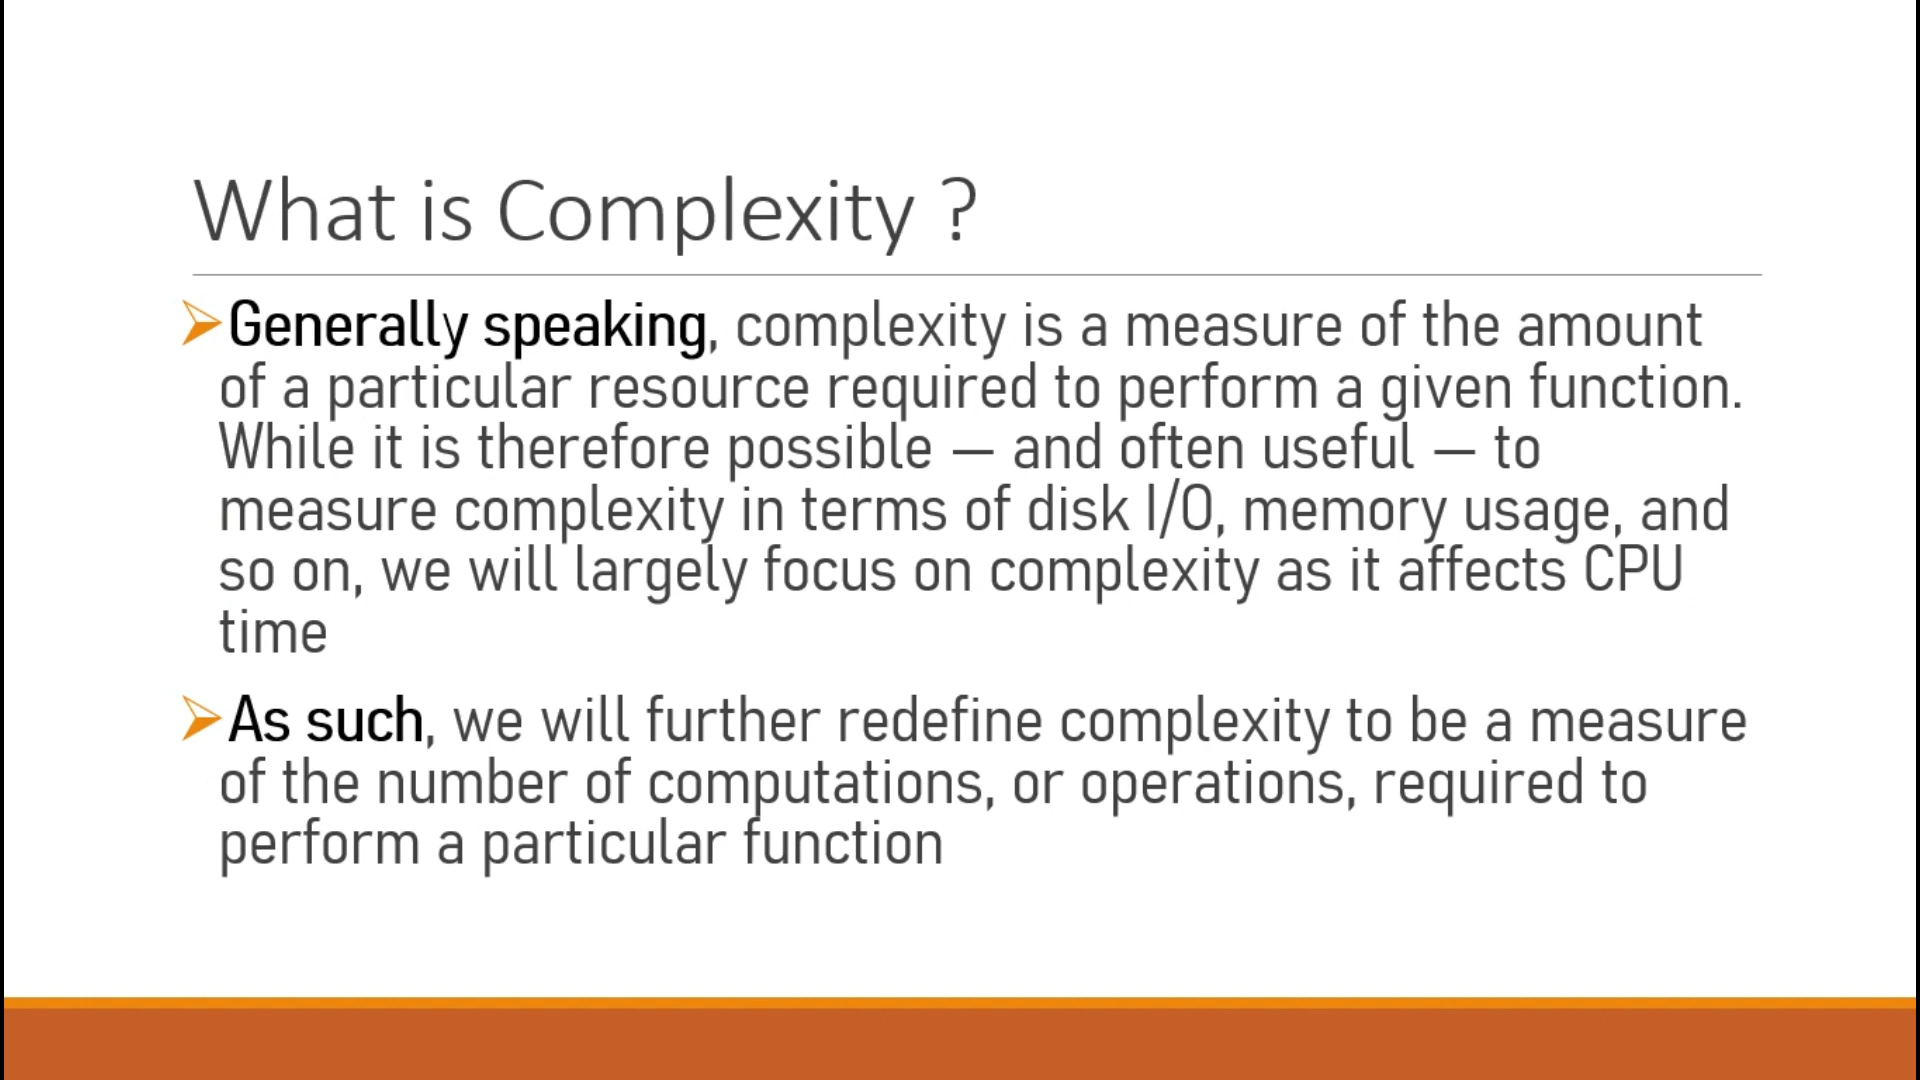 What is Complexity ?
Generally speaking, complexity is a measure of the amount
of a particular resource required to perform a given function.
While it is therefore possible — and often useful — to
measure complexity in terms of disk I/O, memory usage, and
so on, we will largely focus on complexity as it affects CPU
time
As such, we will further redefine complexity to be a measure
of the number of computations, or operations, required to
perform a particular function